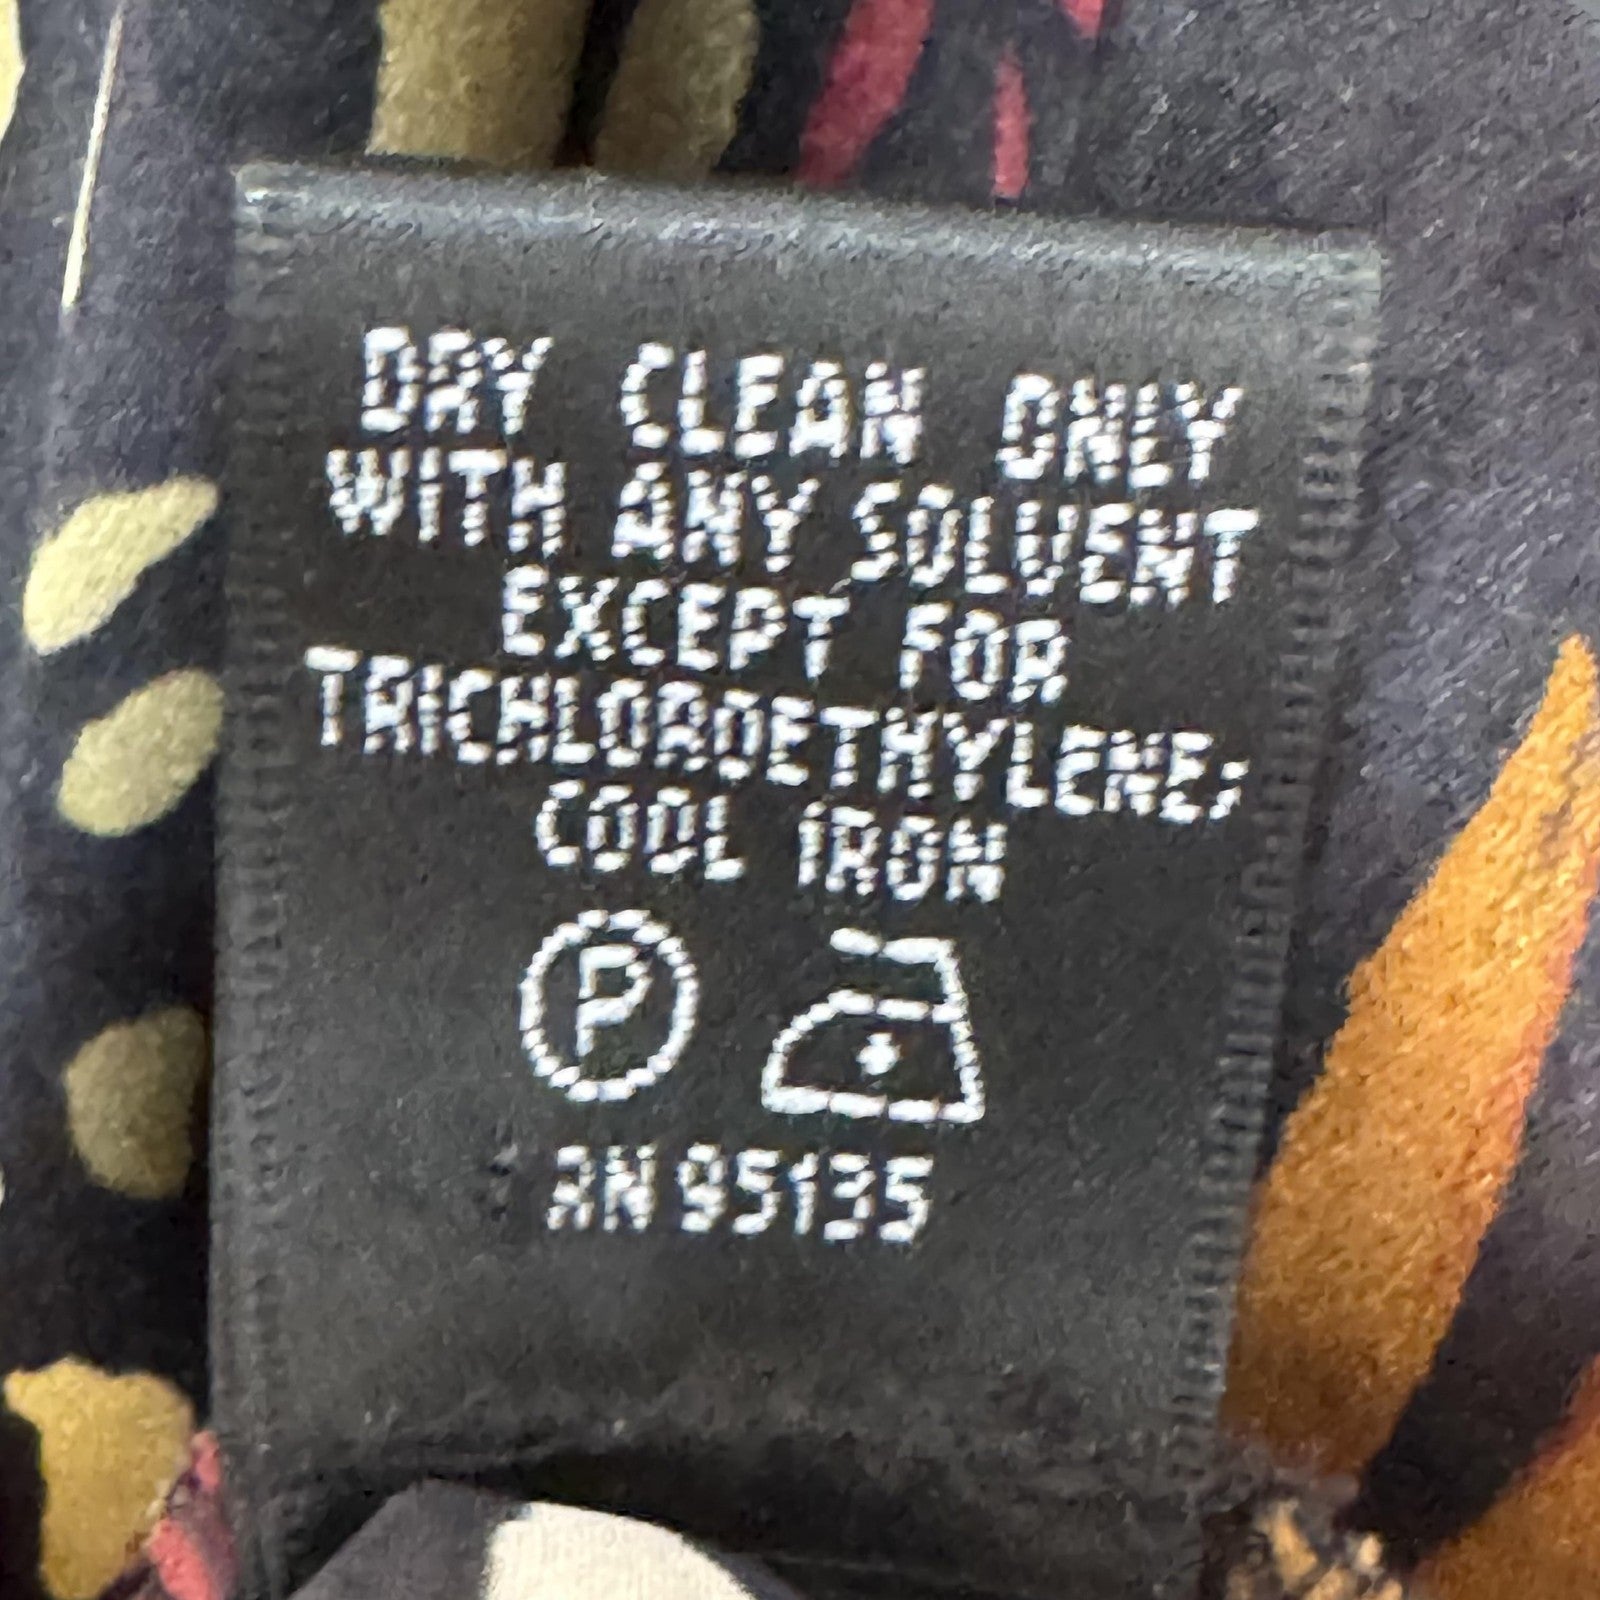 DRY CLEAN ONLY
WITH ANY SOLVENT
EXCEPT FOR
TRICHLOROETHYLENE;
COOL IRON
P
RN 95135